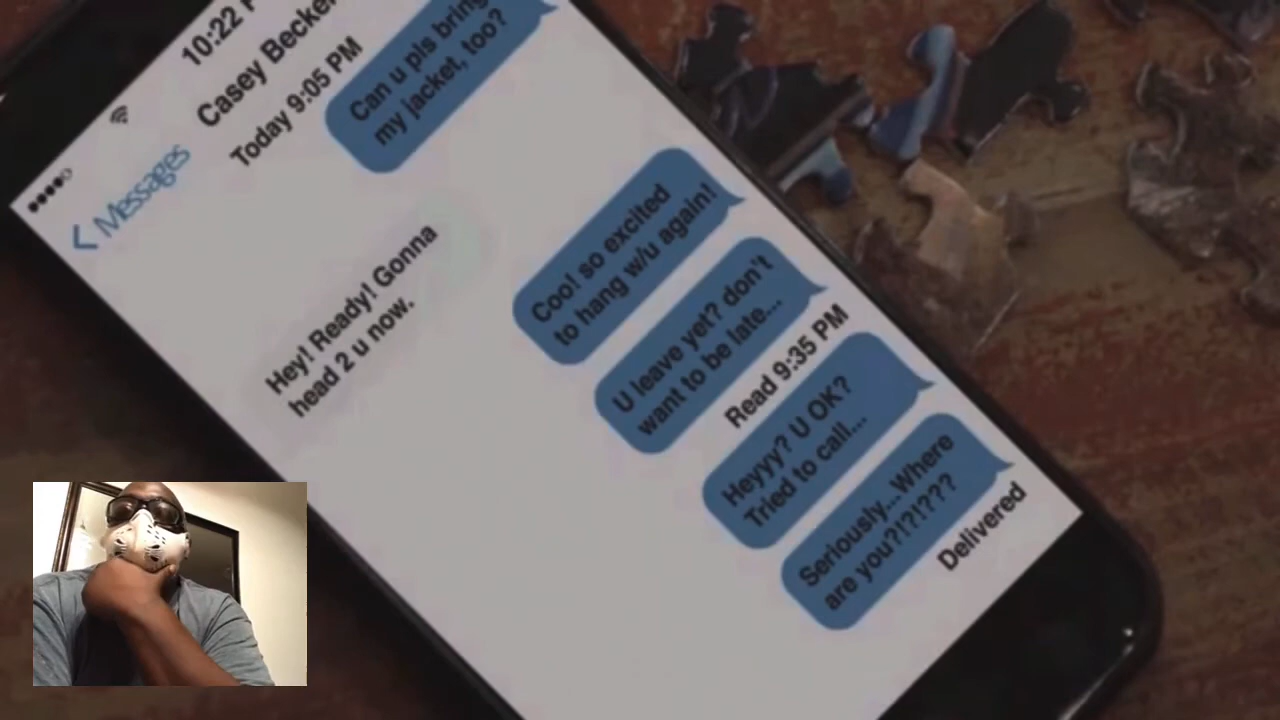 10:22
Messages
Casey Becker
Today 9:05 PM
Can u pls bring
my jacket, too?
Hey! Ready! Gonna
head 2 u now.
Cool so excited
to hang w/u again!
U leave yet? don't
want to be late...
Read 9:35 PM
Heyyy? U OK?
Tried to call...
Seriously...Where
are you?!?!???
Delivered